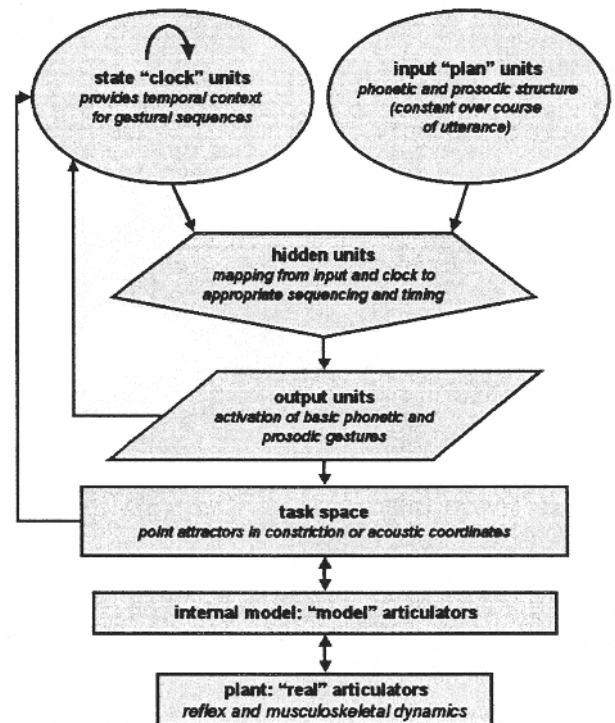 state "clock" units
provides temporal context
for gestural sequences
input "plan" units
phonetic and prosodic structure
(constant over course
of utterance)
hidden units
mapping from input and clock to
appropriate sequencing and timing
output units
activation of basic phonetic and
prosodic gestures
task space
point attractors in constriction or acoustic coordinates
internal model: "model" articulators
plant: "real" articulators
reflex and musculoskeletal dynamics